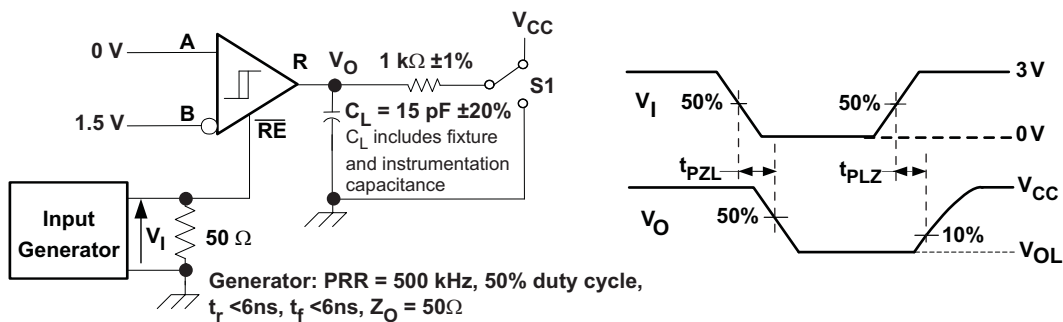 V_CC
0 V
A
R
V_O
1 kΩ ±1%
S1
1.5 V
B
RE
C_L = 15 pF ±20%
C_L includes fixture
and instrumentation
capacitance
Input
Generator
V_I
50 Ω
Generator: PRR = 500 kHz, 50% duty cycle,
t_r <6ns, t_f <6ns, Z_O = 50Ω
3 V
V_I
50%
50%
0 V
t_PZL
t_PLZ
V_CC
V_O
50%
10%
V_OL